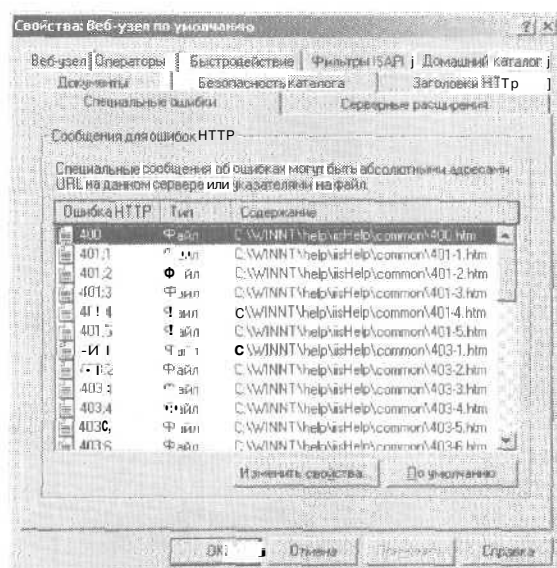 Свойства: Веб-узел по умолчанию
Веб-узел Операторы Быстродействие Фильтры ISAPI Домашний каталог
Документы Безопасность каталога Заголовки HTTp
Специальные ошибки Серверные расширения
Сообщения для ошибок HTTP
Специальные сообщения об ошибках могут быть абсолютными адресами
URL на данном сервере или указателями на файл.
Ошибка HTTP Тип Содержание
400 Файл C:\WINNT\help\iisHelp\common\400.htm
401;1 C:\WINNT\help\iisHelp\common\401-1.htm
401;2 Файл C:\WINNT\help\iisHelp\common\401-2.htm
401;3 Файл C:\WINNT\help\iisHelp\common\401-3.htm
C:\WINNT\help\iisHelp\common\401-4.htm
401;5 C:\WINNT\help\iisHelp\common\401-5.htm
C:\WINNT\help\iisHelp\common\403-1.htm
Файл C:\WINNT\help\iisHelp\common\403-2.htm
C:\WINNT\help\iisHelp\common\403-3.htm
403;4 C:\WINNT\help\iisHelp\common\403-4.htm
Файл C:\WINNT\help\iisHelp\common\403-5.htm
403;6 Файл C:\WINNT\help\iisHelp\common\403-6.htm
Изменить свойства По умолчанию
OK Отмена Справка